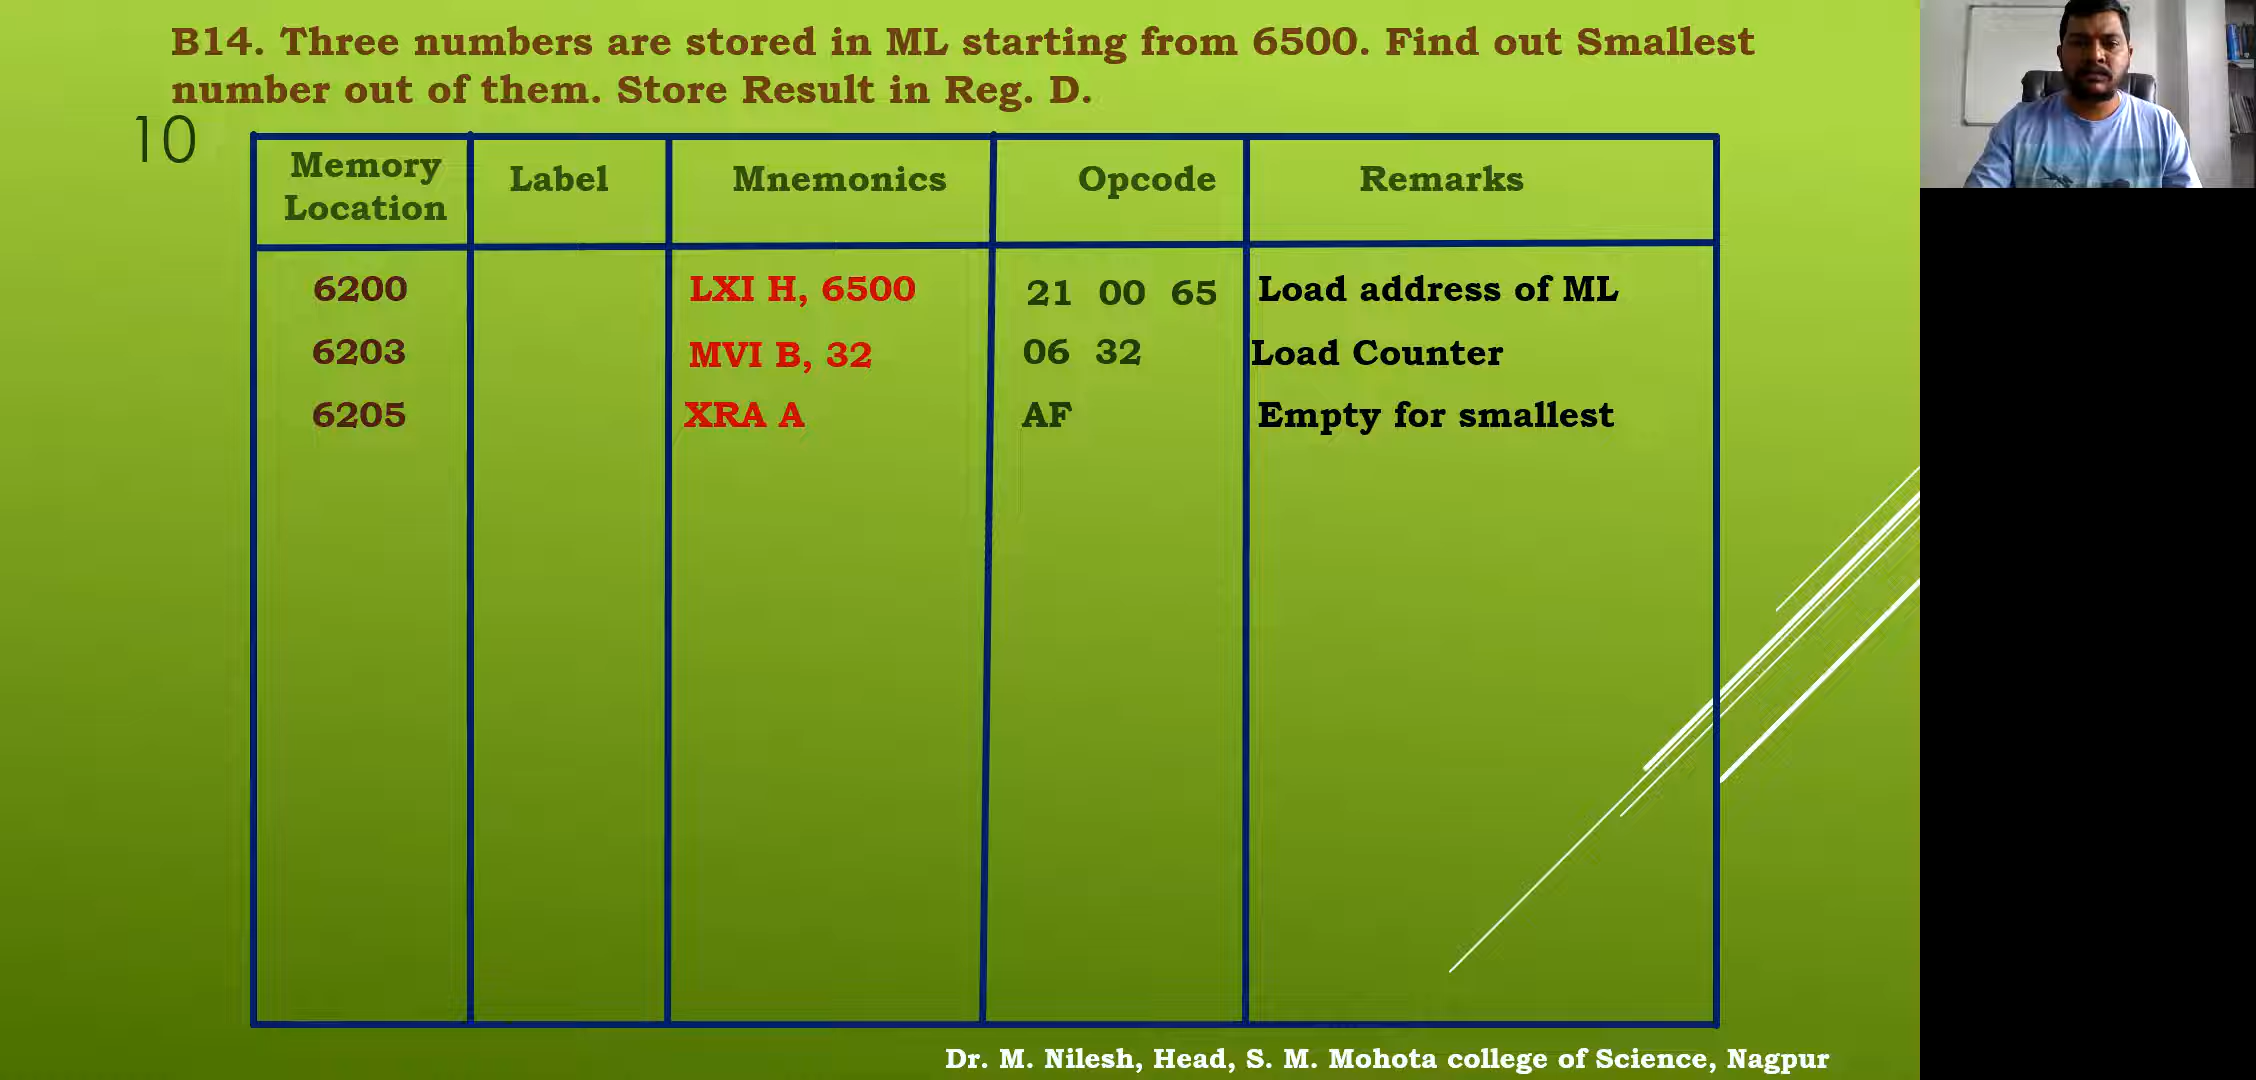 B14. Three numbers are stored in ML starting from 6500. Find out Smallest
number out of them. Store Result in Reg. D.
10
Memory Location Label Mnemonics Opcode Remarks
6200 LXI H, 6500 21 00 65 Load address of ML
6203 MVI B, 32 06 32 Load Counter
6205 XRA A AF Empty for smallest
Dr. M. Nilesh, Head, S. M. Mohota college of Science, Nagpur